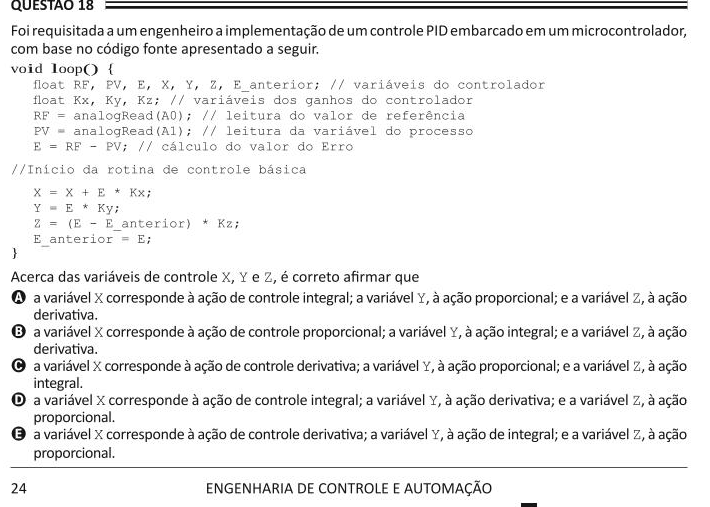 QUESTÃO 18
Foi requisitada a um engenheiro a implementação de um controle PID embarcado em um microcontrolador,
com base no código fonte apresentado a seguir.
void loop() {
float RF, PV, E, X, Y, Z, E_anterior; // variáveis do controlador
float Kx, Ky, Kz; // variáveis dos ganhos do controlador
RF = analogRead(A0); // leitura do valor de referência
PV = analogRead(A1); // leitura da variável do processo
E = RF - PV; // cálculo do valor do Erro
//Início da rotina de controle básica
X = X + E * Kx;
Y = E * Ky;
Z = (E - E_anterior) * Kz;
E_anterior = E;
}
Acerca das variáveis de controle X, Y e Z, é correto afirmar que
A a variável X corresponde à ação de controle integral; a variável Y, à ação proporcional; e a variável Z, à ação
derivativa.
B a variável X corresponde à ação de controle proporcional; a variável Y, à ação integral; e a variável Z, à ação
derivativa.
C a variável X corresponde à ação de controle derivativa; a variável Y, à ação proporcional; e a variável Z, à ação
integral.
D a variável X corresponde à ação de controle integral; a variável Y, à ação derivativa; e a variável Z, à ação
proporcional.
E a variável X corresponde à ação de controle derivativa; a variável Y, à ação de integral; e a variável Z, à ação
proporcional.
24 ENGENHARIA DE CONTROLE E AUTOMAÇÃO